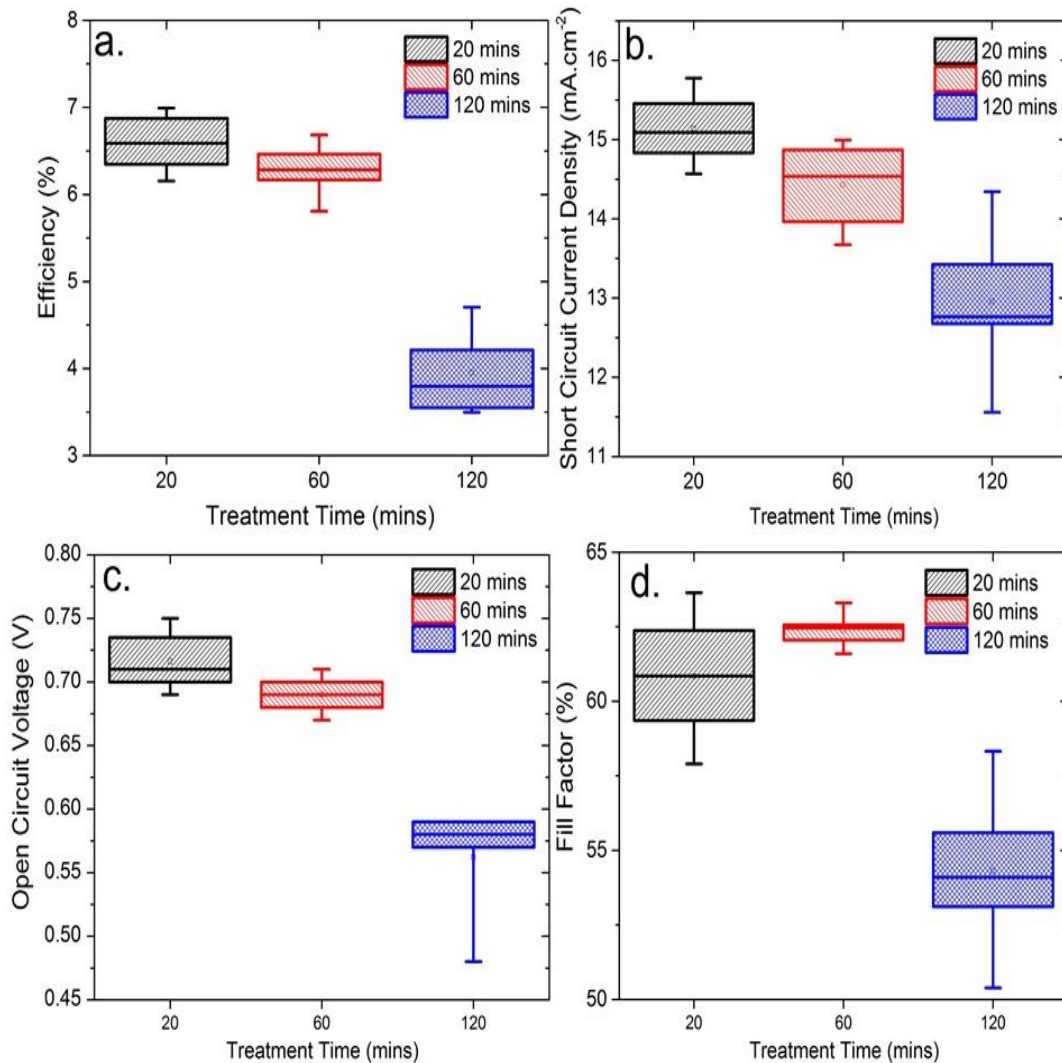 a.
20 mins
60 mins
120 mins
7
6
5
4
3
Efficiency (%)
20
60
120
Treatment Time (mins)
b.
20 mins
60 mins
120 mins
16
15
14
13
12
11
Short Circuit Current Density (mA.cm⁻²)
20
60
120
Treatment Time (mins)
c.
20 mins
60 mins
120 mins
0.80
0.75
0.70
0.65
0.60
0.55
0.50
0.45
Open Circuit Voltage (V)
20
60
120
Treatment Time (mins)
d.
20 mins
60 mins
120 mins
65
60
55
50
Fill Factor (%)
20
60
120
Treatment Time (mins)